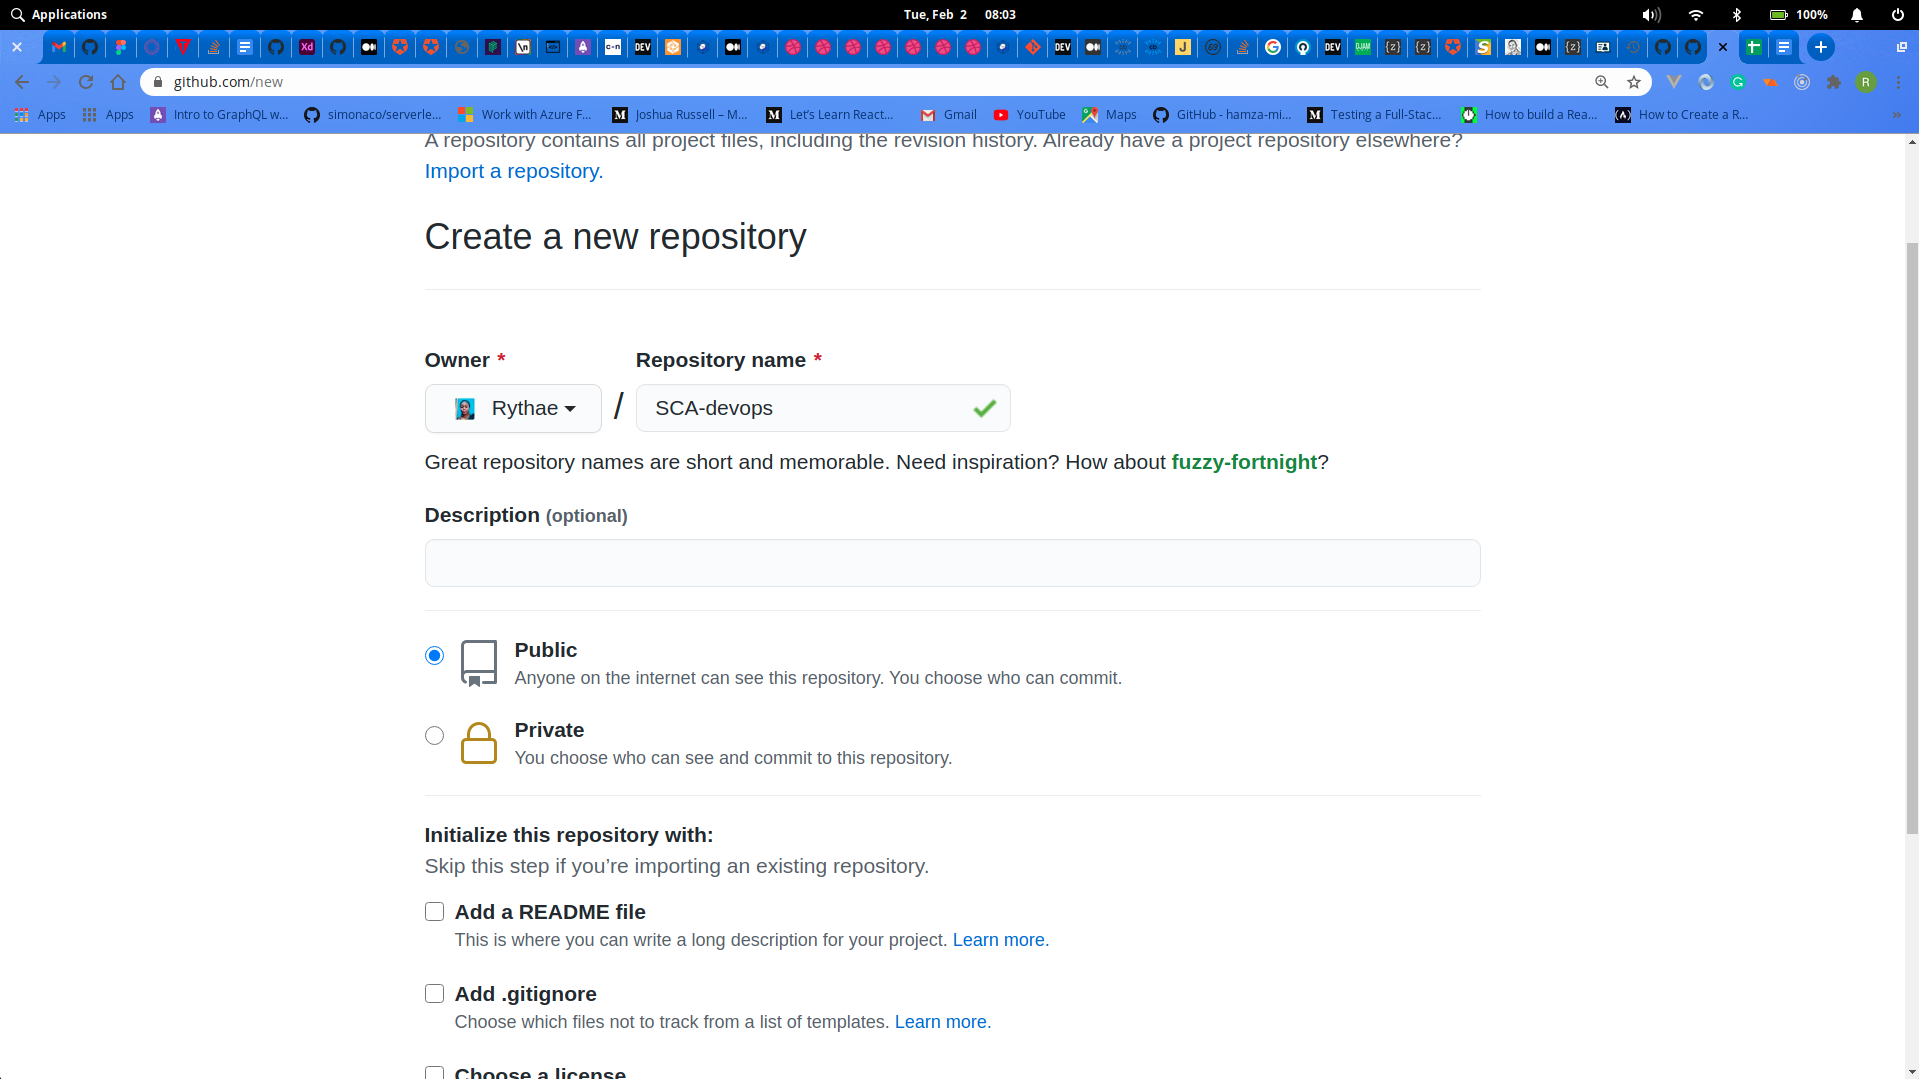 Applications
Tue, Feb 2 08:03
100%
github.com/new
Apps
Apps
Intro to GraphQL w...
simonaco/serverle...
Work with Azure F...
Joshua Russell – M...
Let's Learn React...
Gmail
YouTube
Maps
GitHub - hamza-mi...
Testing a Full-Stac...
How to build a Rea...
How to Create a R...
A repository contains all project files, including the revision history. Already have a project repository elsewhere?
Import a repository.
Create a new repository
Owner *
Repository name *
Rythae
/
SCA-devops
Great repository names are short and memorable. Need inspiration? How about fuzzy-fortnight?
Description (optional)
Public
Anyone on the internet can see this repository. You choose who can commit.
Private
You choose who can see and commit to this repository.
Initialize this repository with:
Skip this step if you’re importing an existing repository.
Add a README file
This is where you can write a long description for your project. Learn more.
Add .gitignore
Choose which files not to track from a list of templates. Learn more.
Choose a license